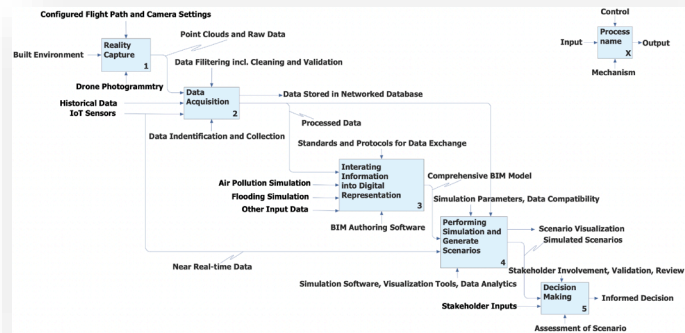 Configured Flight Path and Camera Settings
Control
Process
name
X
Input
Output
Mechanism
Point Clouds and Raw Data
Reality
Capture
1
Built Environment
Data Filtering incl. Cleaning and Validation
Drone Photogrammtry
Historical Data
IoT Sensors
Data
Acquisition
2
Data Stored in Networked Database
Processed Data
Data Indentification and Collection
Standards and Protocols for Data Exchange
Interating
Information
into Digital
Representation
3
Comprehensive BIM Model
Air Pollution Simulation
Flooding Simulation
Other Input Data
Simulation Parameters, Data Compatibility
BIM Authoring Software
Performing
Simulation and
Generate
Scenarios
4
Scenario Visualization
Simulated Scenarios
Near Real-time Data
Stakeholder Involvement, Validation, Review
Simulation Software, Visualization Tools, Data Analytics
Decision
Making
5
Stakeholder Inputs
Informed Decision
Assessment of Scenario